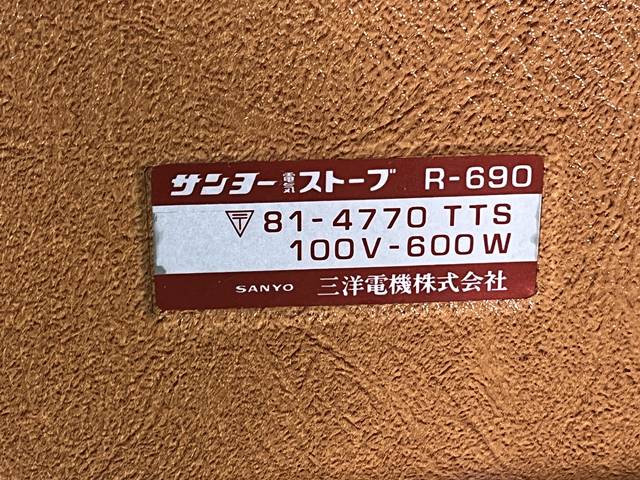 サンヨー電気ストーブ R-690
〒 81-4770 TTS
100V-600W
SANYO 三洋電機株式会社